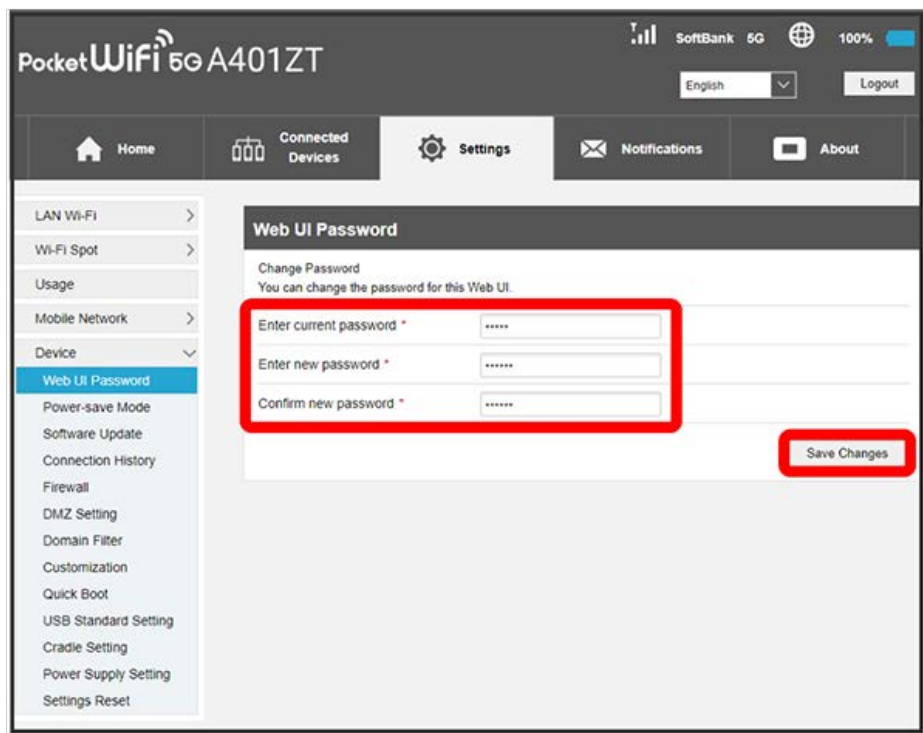 SoftBank 5G 100%
Pocket WiFi 5G A401ZT
English Logout
Home
Connected Devices
Settings
Notifications
About
LAN Wi-Fi
Wi-Fi Spot
Usage
Mobile Network
Device
Web UI Password
Power-save Mode
Software Update
Connection History
Firewall
DMZ Setting
Domain Filter
Customization
Quick Boot
USB Standard Setting
Cradle Setting
Power Supply Setting
Settings Reset
Web UI Password
Change Password
You can change the password for this Web UI.
Enter current password * •••••
Enter new password * ••••••
Confirm new password * ••••••
Save Changes